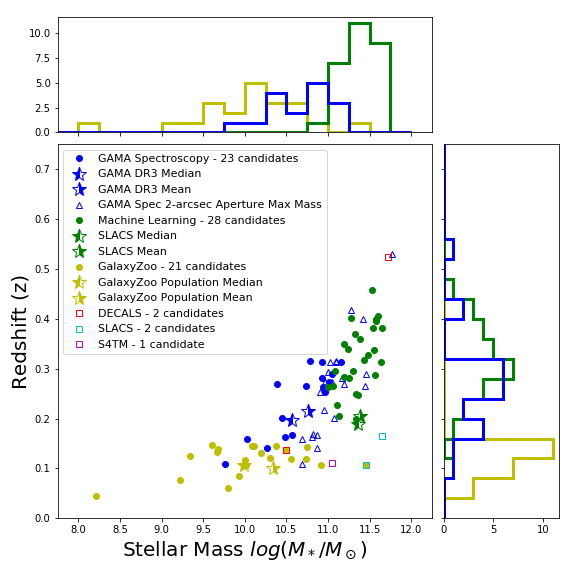 10.0
7.5
5.0
2.5
0.0
0.7
0.6
0.5
0.4
0.3
0.2
0.1
0.0
Redshift (z)
GAMA Spectroscopy - 23 candidates
GAMA DR3 Median
GAMA DR3 Mean
GAMA Spec 2-arcsec Aperture Max Mass
Machine Learning - 28 candidates
SLACS Median
SLACS Mean
GalaxyZoo - 21 candidates
GalaxyZoo Population Median
GalaxyZoo Population Mean
DECALS - 2 candidates
SLACS - 2 candidates
S4TM - 1 candidate
8.0 8.5 9.0 9.5 10.0 10.5 11.0 11.5 12.0
0 5 10
Stellar Mass log(M*/M⊙)